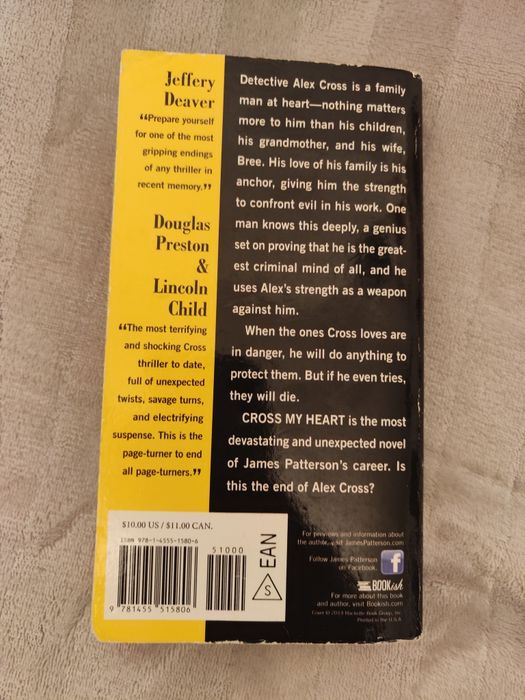 Jeffery
Deaver
“Prepare yourself
for one of the most
gripping endings
of any thriller in
recent memory.”
Douglas
Preston
&
Lincoln
Child
“The most terrifying
and shocking Cross
thriller to date,
full of unexpected
twists, savage turns,
and electrifying
suspense. This is the
page-turner to end
all page-turners.”
Detective Alex Cross is a family
man at heart—nothing matters
more to him than his children,
his grandmother, and his wife,
Bree. His love of his family is his
anchor, giving him the strength
to confront evil in his work. One
man knows this deeply, a genius
set on proving that he is the great-
est criminal mind of all, and he
uses Alex's strength as a weapon
against him.
When the ones Cross loves are
in danger, he will do anything to
protect them. But if he even tries,
they will die.
CROSS MY HEART is the most
devastating and unexpected novel
of James Patterson's career. Is
this the end of Alex Cross?
$10.00 US / $11.00 CAN.
ISBN 978-1-4555-1580-6
51000
9 781455 515806
S
EAN
For previews and information about
the author, visit JamesPatterson.com
Follow James Patterson
on Facebook.
f
BOOKish
For more about this book
and author, visit Bookish.com
Cover © 2014 Hachette Book Group, Inc.
Printed in the U.S.A.